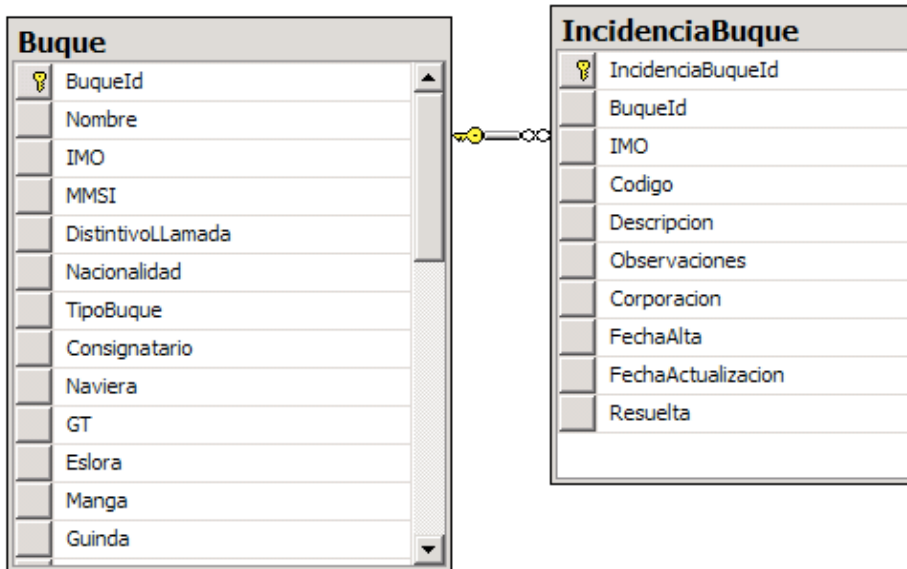 Buque
BuqueId
Nombre
IMO
MMSI
DistintivoLLamada
Nacionalidad
TipoBuque
Consignatario
Naviera
GT
Eslora
Manga
Guinda
IncidenciaBuque
IncidenciaBuqueId
BuqueId
IMO
Codigo
Descripcion
Observaciones
Corporacion
FechaAlta
FechaActualizacion
Resuelta